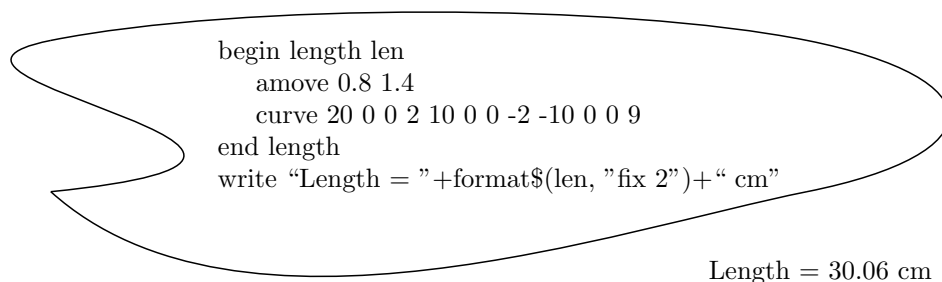 begin length len
amove 0.8 1.4
curve 20 0 0 2 10 0 0 -2 -10 0 0 9
end length
write “Length = ”+format$(len, ”fix 2”)+“ cm”
Length = 30.06 cm